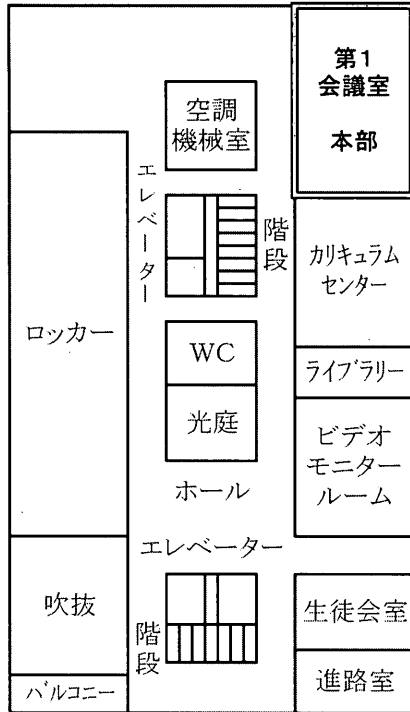 第1
会議室
本部
空調
機械室
エレベーター
階段
カリキュラム
センター
ロッカー
WC
ライブラリー
光庭
ビデオ
モニター
ルーム
ホール
エレベーター
吹抜
階段
生徒会室
進路室
バルコニー